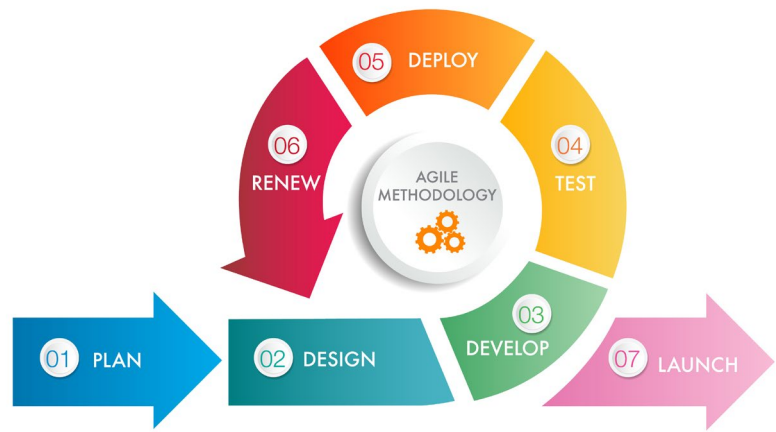 01 PLAN
02 DESIGN
03
DEVELOP
04
TEST
05 DEPLOY
06
RENEW
07 LAUNCH
AGILE
METHODOLOGY